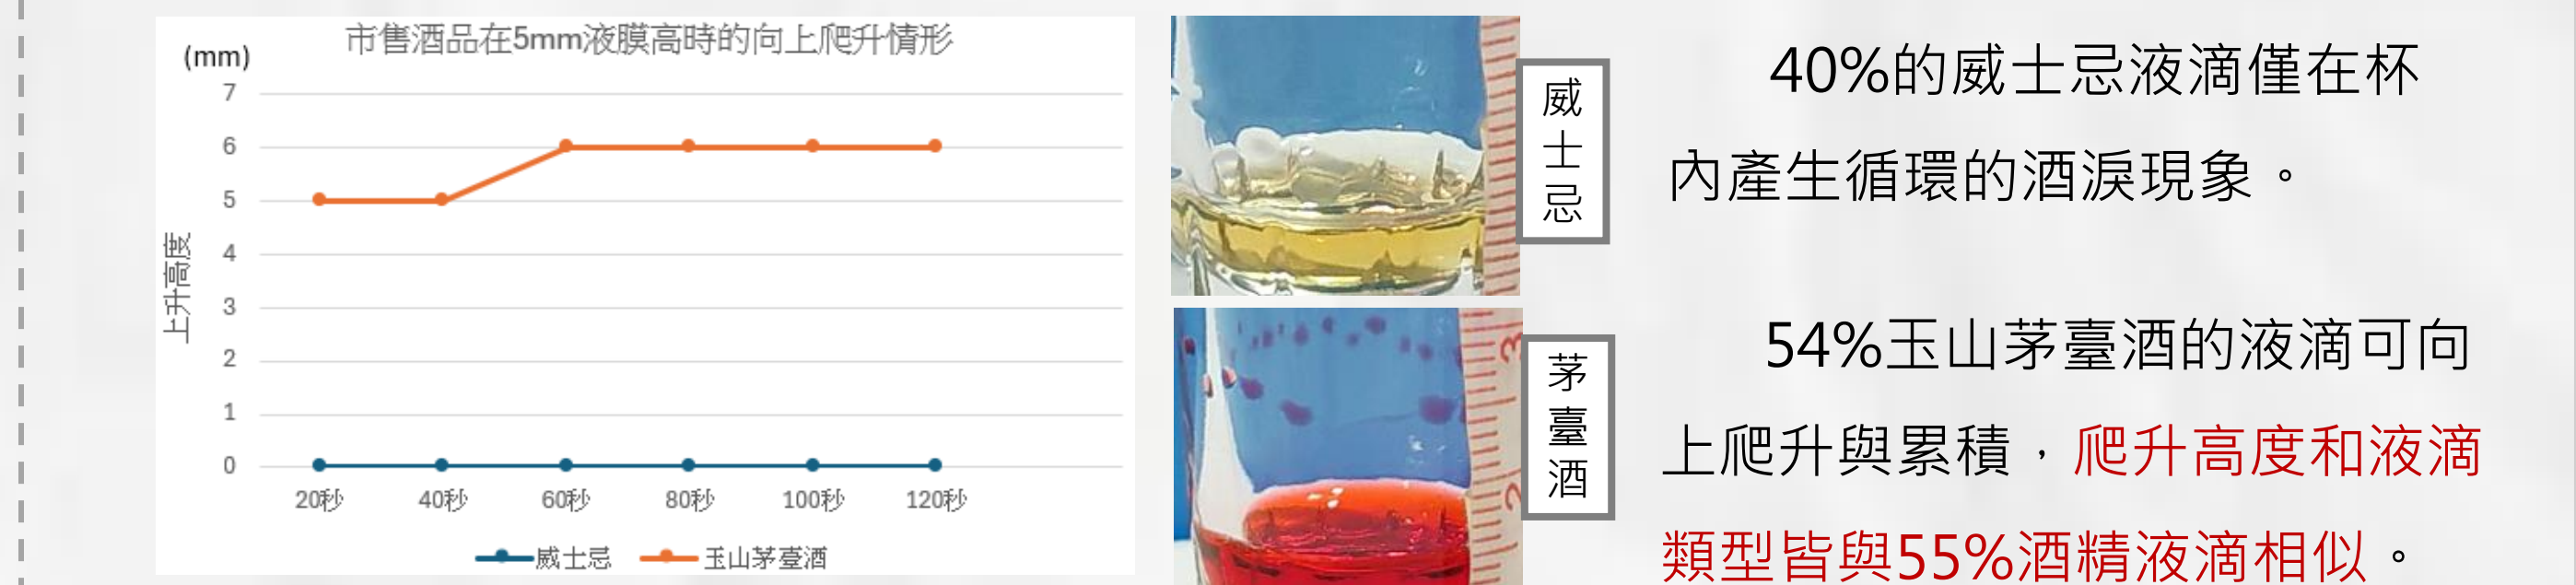 市售酒品在5mm液膜高時的向上爬升情形
(mm)
7
6
5
4
3
2
1
0
上升高度
20秒 40秒 60秒 80秒 100秒 120秒
威士忌 玉山茅臺酒
威士忌
3
2
茅臺酒
40%的威士忌液滴僅在杯
內產生循環的酒淚現象。
54%玉山茅臺酒的液滴可向
上爬升與累積，爬升高度和液滴
類型皆與55%酒精液滴相似。